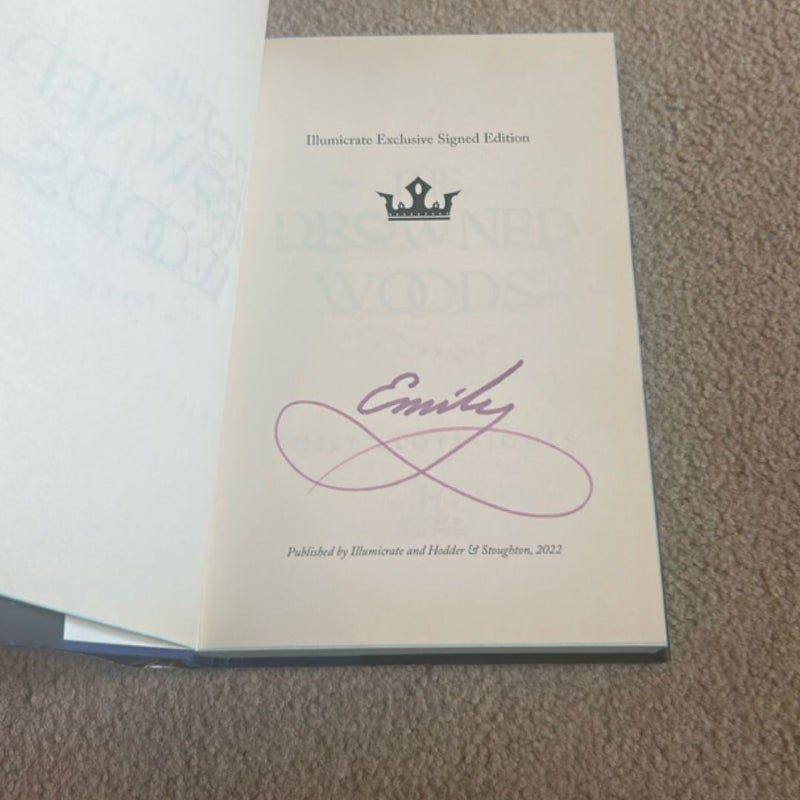 Illumicrate Exclusive Signed Edition
THE
DROWNED
WOODS
Emily
Published by Illumicrate and Hodder & Stoughton, 2022